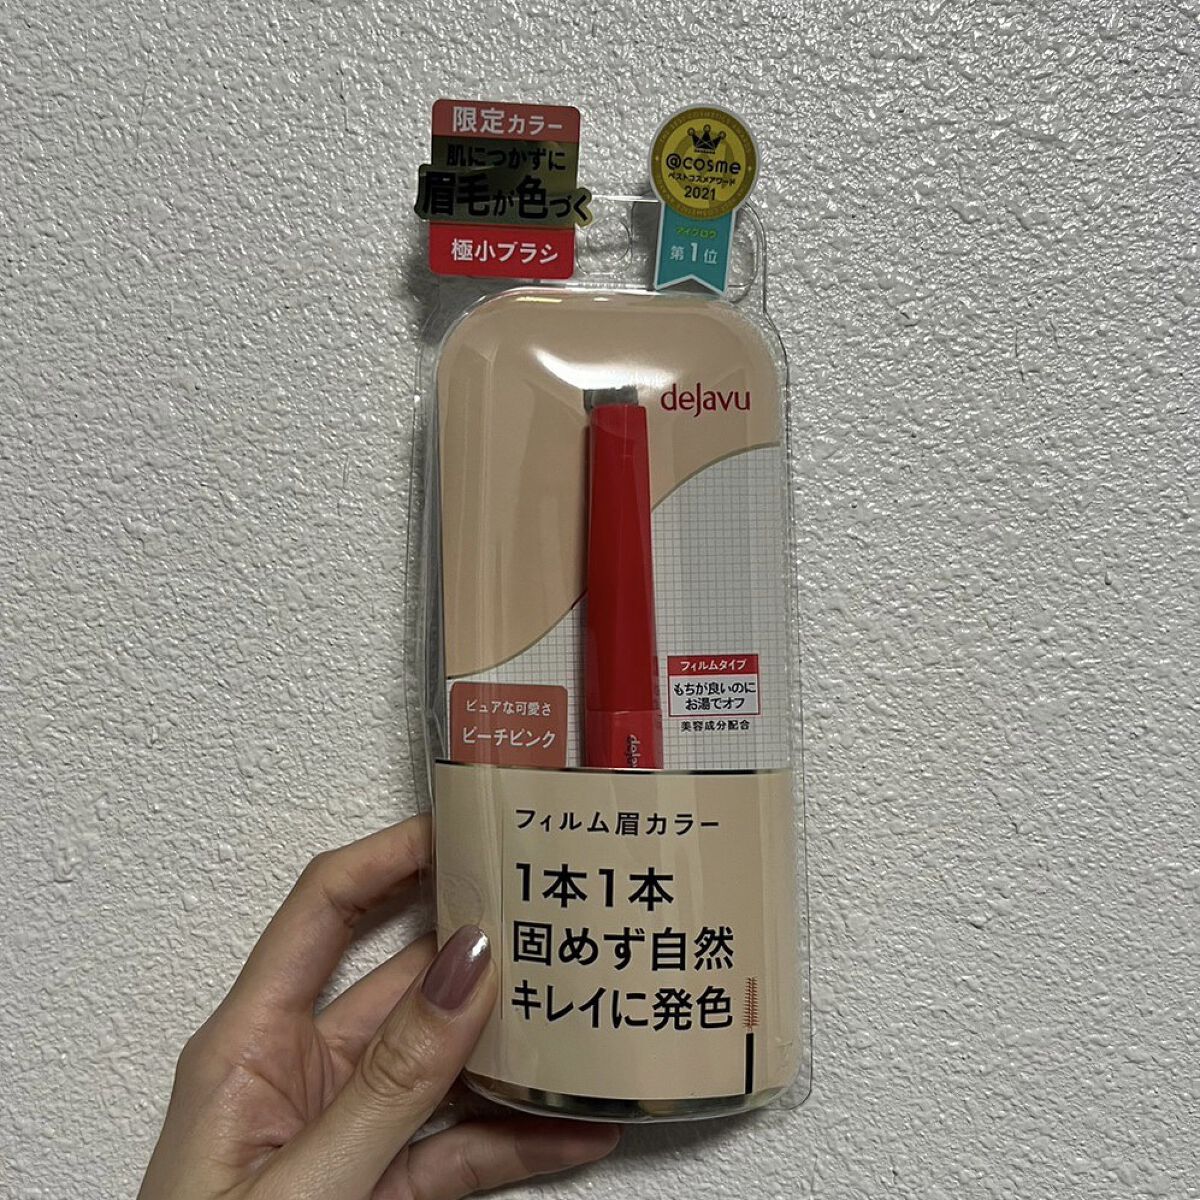 限定カラー
肌につかずに
眉毛が色づく
極小ブラシ
@cosme
ベストコスメアワード
2021
アイブロウ
第1位
deJavu
フィルムタイプ
もちが良いのに
お湯でオフ
美容成分配合
ピュアな可愛さ
ピーチピンク
フィルム眉カラー
1本1本
固めず自然
キレイに発色